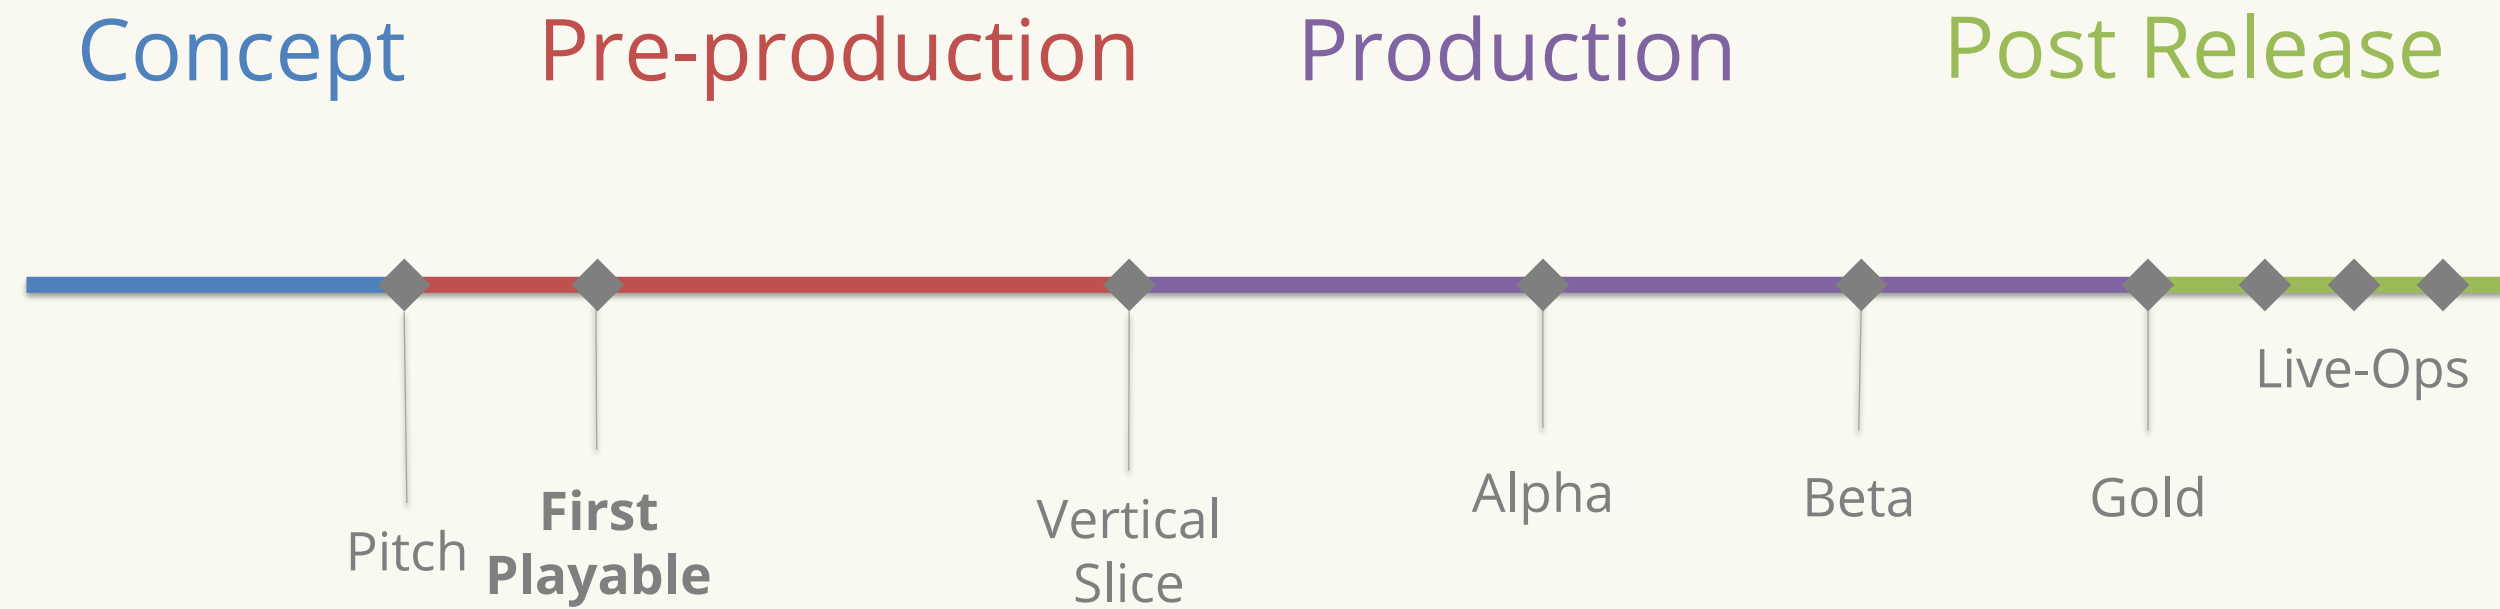 Concept
Pre-production
Production
Post Release
Live-Ops
Pitch
First
Playable
Vertical
Slice
Alpha
Beta
Gold